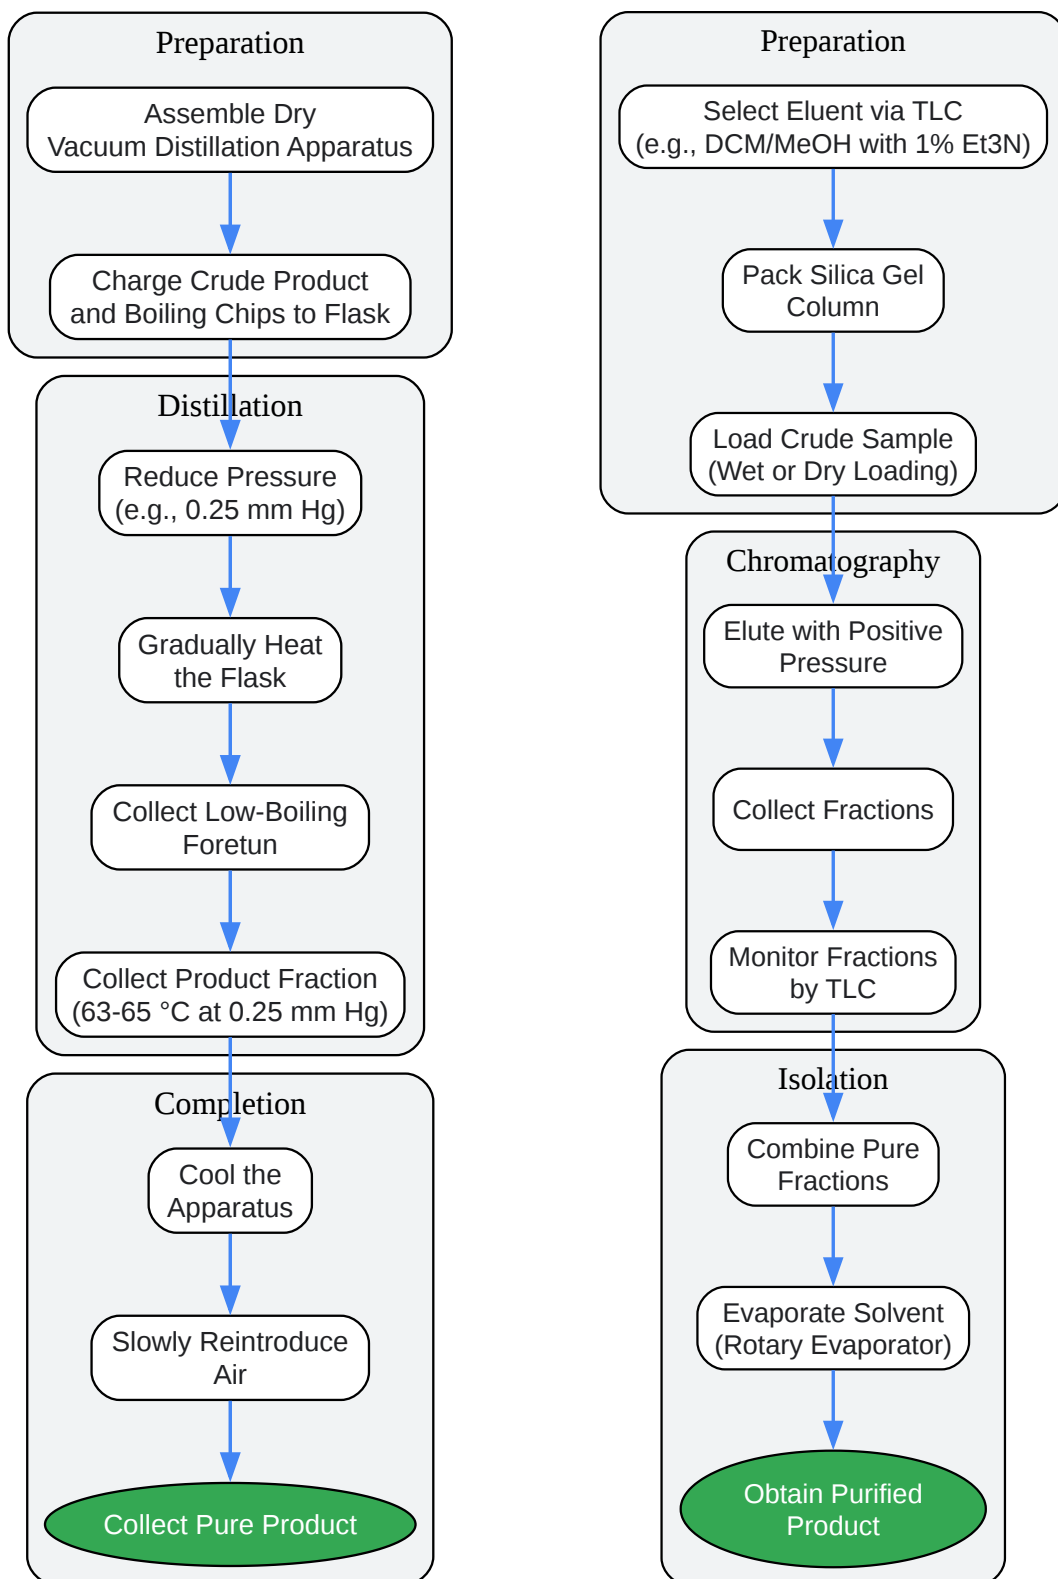 Preparation
Assemble Dry
Vacuum Distillation Apparatus
Charge Crude Product
and Boiling Chips to Flask
Distillation
Reduce Pressure
(e.g., 0.25 mm Hg)
Gradually Heat
the Flask
Collect Low-Boiling
Foretun
Collect Product Fraction
(63-65 °C at 0.25 mm Hg)
Completion
Cool the
Apparatus
Slowly Reintroduce
Air
Collect Pure Product
Preparation
Select Eluent via TLC
(e.g., DCM/MeOH with 1% Et3N)
Pack Silica Gel
Column
Load Crude Sample
(Wet or Dry Loading)
Chromatography
Elute with Positive
Pressure
Collect Fractions
Monitor Fractions
by TLC
Isolation
Combine Pure
Fractions
Evaporate Solvent
(Rotary Evaporator)
Obtain Purified
Product